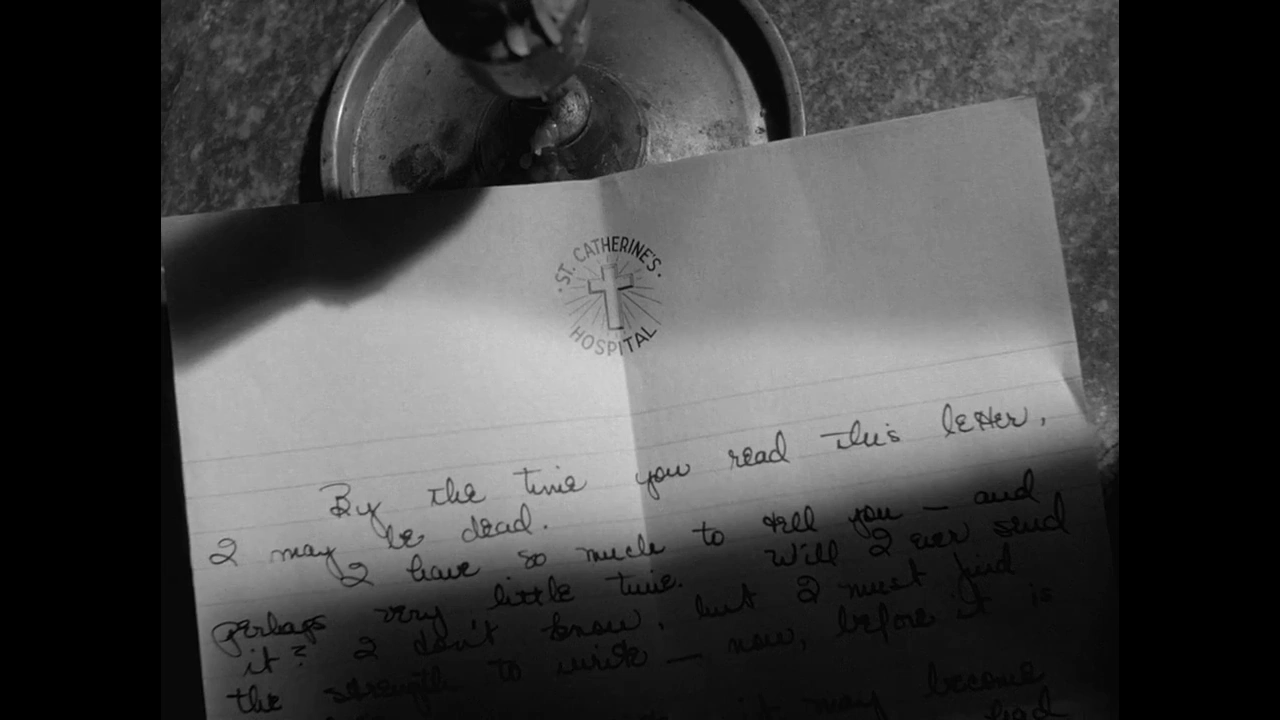 ST. CATHERINE'S
HOSPITAL
By the time you read this letter,
I may be dead.
I have so much to tell you — and
perhaps very little time. Will I ever send
it? I don't know, but I must find
the strength to write — now, before it is
may become